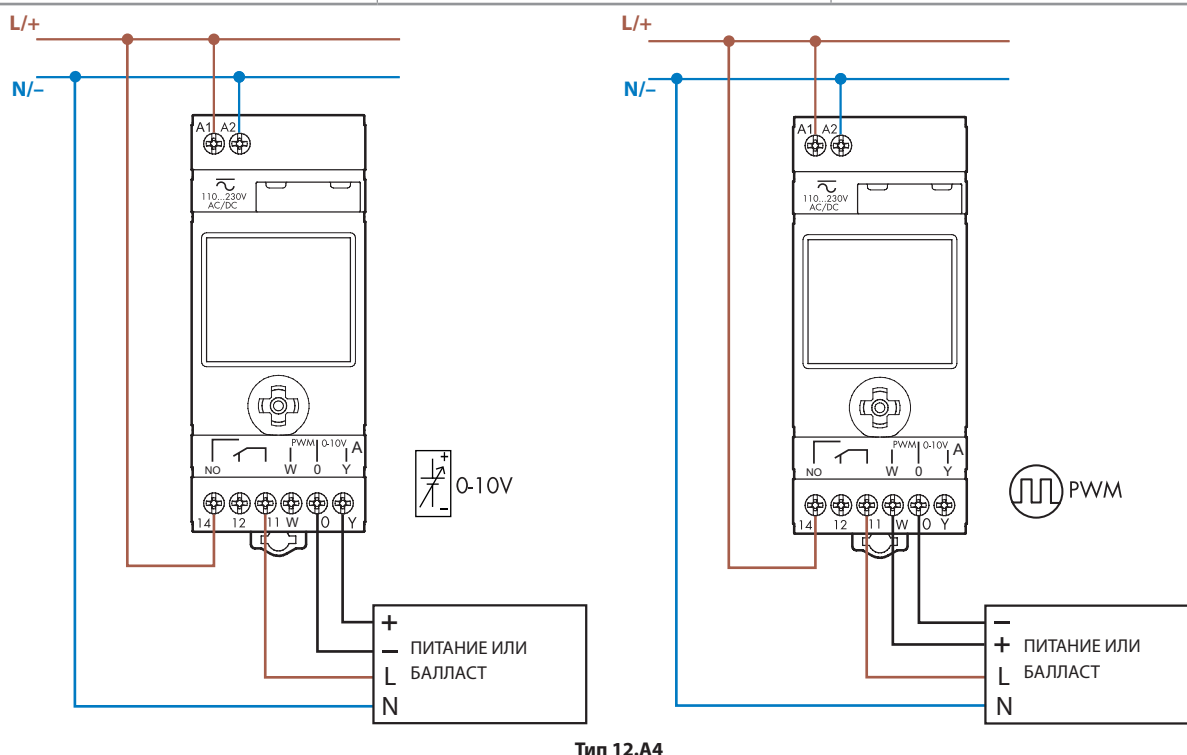 L/+
N/–
A1 A2
110...230V
AC/DC
PWM 0-10V A
NO W 0 Y
14 12 11 W 0 Y
0-10V
+
– ПИТАНИЕ ИЛИ
L БАЛЛАСТ
N
L/+
N/–
A1 A2
110...230V
AC/DC
PWM 0-10V A
NO W 0 Y
14 12 11 W 0 Y
PWM
–
+ ПИТАНИЕ ИЛИ
L БАЛЛАСТ
N
Тип 12.A4